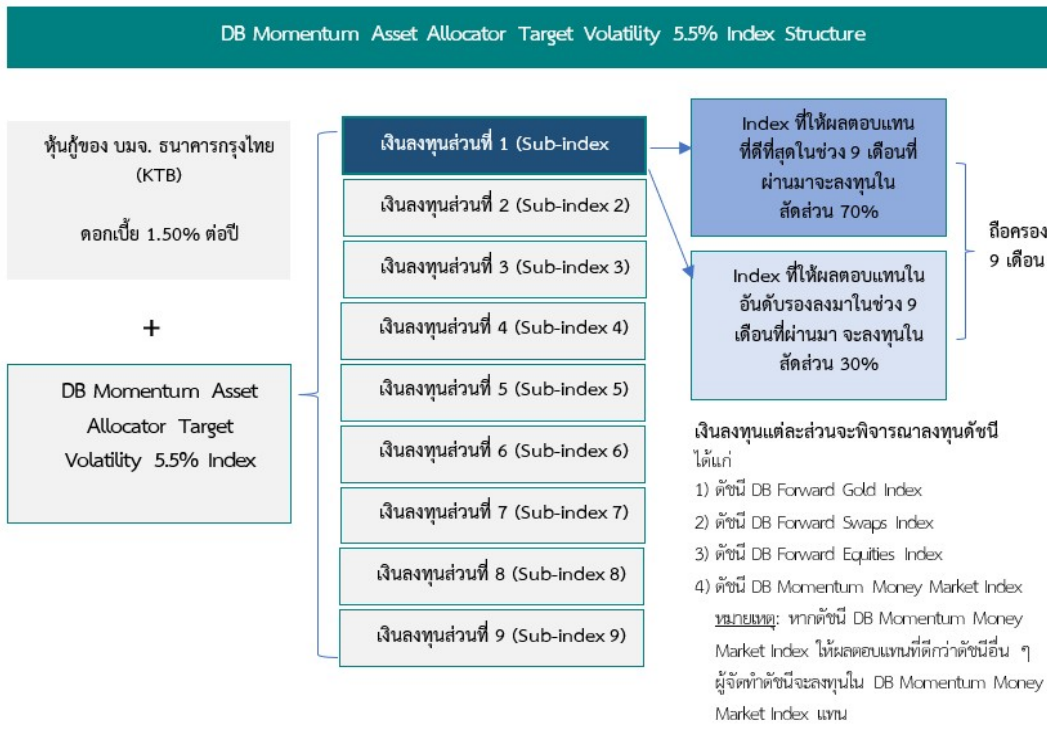 DB Momentum Asset Allocator Target Volatility 5.5% Index Structure
หุ้นกู้ของ บมจ. ธนาคารกรุงไทย
(KTB)
ดอกเบี้ย 1.50% ต่อปี
+
DB Momentum Asset
Allocator Target
Volatility 5.5% Index
เงินลงทุนส่วนที่ 1 (Sub-index
เงินลงทุนส่วนที่ 2 (Sub-index 2)
เงินลงทุนส่วนที่ 3 (Sub-index 3)
เงินลงทุนส่วนที่ 4 (Sub-index 4)
เงินลงทุนส่วนที่ 5 (Sub-index 5)
เงินลงทุนส่วนที่ 6 (Sub-index 6)
เงินลงทุนส่วนที่ 7 (Sub-index 7)
เงินลงทุนส่วนที่ 8 (Sub-index 8)
เงินลงทุนส่วนที่ 9 (Sub-index 9)
Index ที่ให้ผลตอบแทน
ที่ดีที่สุดในช่วง 9 เดือนที่
ผ่านมาจะลงทุนใน
สัดส่วน 70%
Index ที่ให้ผลตอบแทนใน
อันดับรองลงมาในช่วง 9
เดือนที่ผ่านมา จะลงทุนใน
สัดส่วน 30%
ถือครอง
9 เดือน
เงินลงทุนแต่ละส่วนจะพิจารณาลงทุนดัชนี
ได้แก่
1) ดัชนี DB Forward Gold Index
2) ดัชนี DB Forward Swaps Index
3) ดัชนี DB Forward Equities Index
4) ดัชนี DB Momentum Money Market Index
หมายเหตุ: หากดัชนี DB Momentum Money
Market Index ให้ผลตอบแทนที่ดีกว่าดัชนีอื่น ๆ
ผู้จัดทำดัชนีจะลงทุนใน DB Momentum Money
Market Index แทน